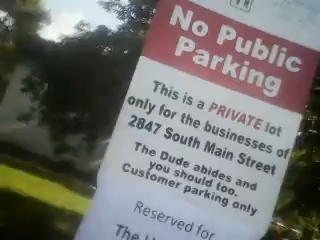 No Public
Parking
This is a PRIVATE lot
only for the businesses of
2847 South Main Street
The Dude abides and
you should too.
Customer parking only
Reserved for
The